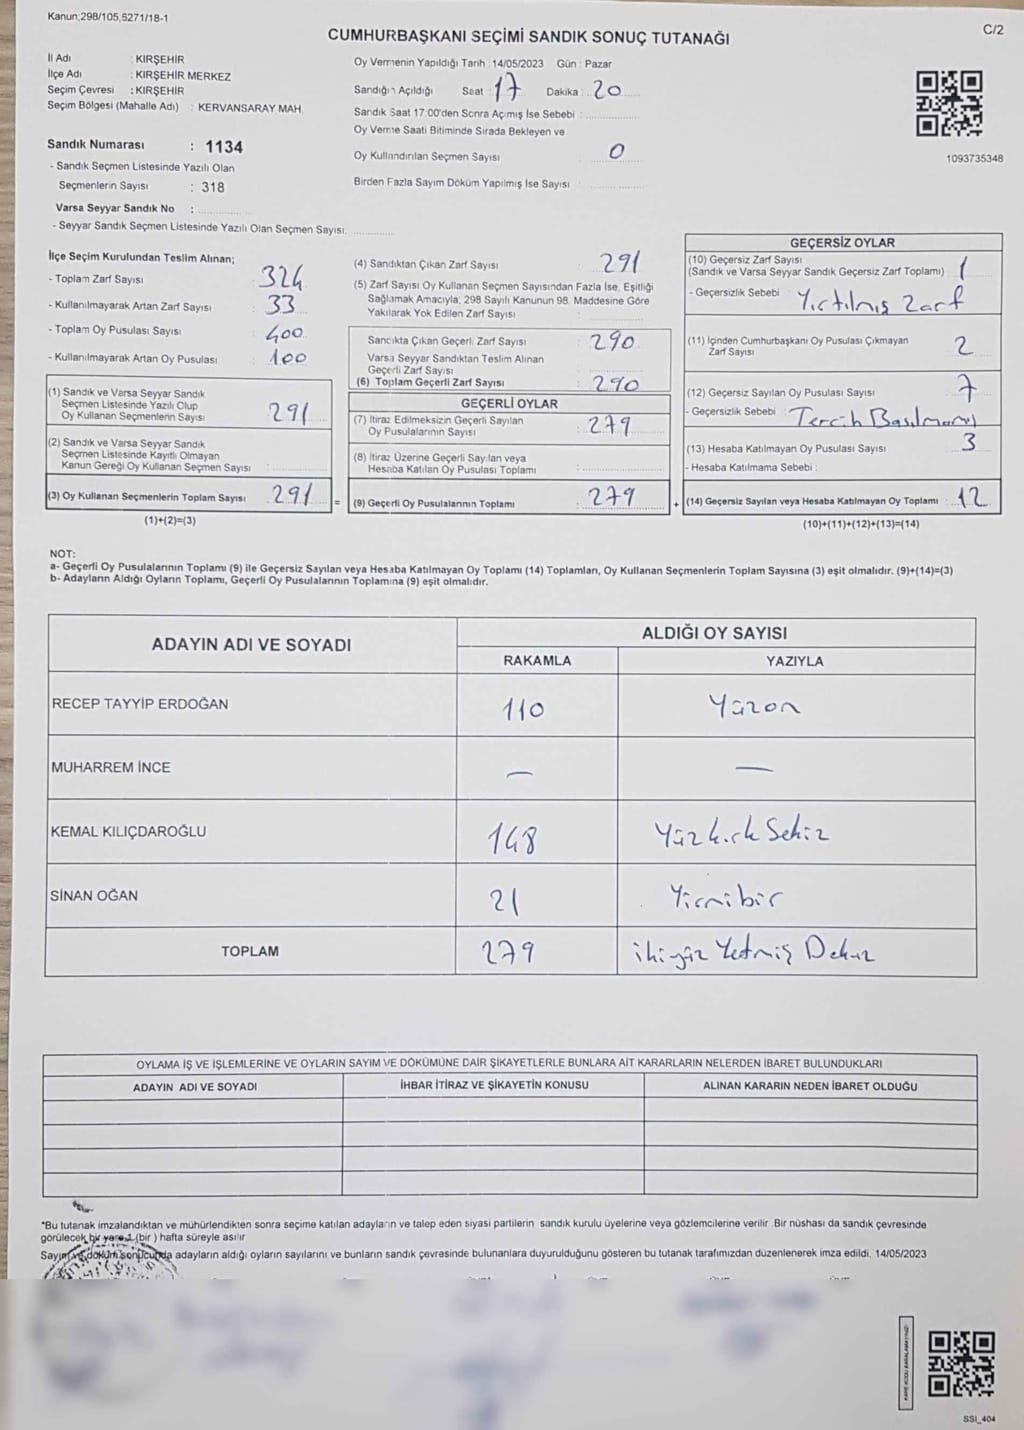 Kanun;298/105,5271/18-1
C/2
CUMHURBAŞKANI SEÇİMİ SANDIK SONUÇ TUTANAĞI
İl Adı : KIRŞEHİR
İlçe Adı : KIRŞEHİR MERKEZ
Seçim Çevresi : KIRŞEHİR
Seçim Bölgesi (Mahalle Adı) : KERVANSARAY MAH.
Sandık Numarası : 1134
- Sandık Seçmen Listesinde Yazılı Olan
Seçmenlerin Sayısı : 318
Varsa Seyyar Sandık No :
- Seyyar Sandık Seçmen Listesinde Yazılı Olan Seçmen Sayısı:
Oy Vermenin Yapıldığı Tarih : 14/05/2023 Gün : Pazar
Sandığın Açıldığı Saat : 17 Dakika : 20
Sandık Saat 17:00'den Sonra Açılmış İse Sebebi :
Oy Verme Saati Bitiminde Sırada Bekleyen ve
Oy Kullandırılan Seçmen Sayısı : 0
Birden Fazla Sayım Döküm Yapılmış İse Sayısı :
1093735348
İlçe Seçim Kurulundan Teslim Alınan;
- Toplam Zarf Sayısı : 324
- Kullanılmayarak Artan Zarf Sayısı : 33
- Toplam Oy Pusulası Sayısı : 400
- Kullanılmayarak Artan Oy Pusulası : 100
(1) Sandık ve Varsa Seyyar Sandık
Seçmen Listesinde Yazılı Olup
Oy Kullanan Seçmenlerin Sayısı : 291
(2) Sandık ve Varsa Seyyar Sandık
Seçmen Listesinde Kayıtlı Olmayan
Kanun Gereği Oy Kullanan Seçmen Sayısı :
(3) Oy Kullanan Seçmenlerin Toplam Sayısı : 291 =
(1)+(2)=(3)
(4) Sandıktan Çıkan Zarf Sayısı : 291
(5) Zarf Sayısı Oy Kullanan Seçmen Sayısından Fazla İse, Eşitliği
Sağlamak Amacıyla; 298 Sayılı Kanunun 98. Maddesine Göre
Yakılarak Yok Edilen Zarf Sayısı :
Sandıkta Çıkan Geçerli Zarf Sayısı : 290
Varsa Seyyar Sandıktan Teslim Alınan
Geçerli Zarf Sayısı :
(6) Toplam Geçerli Zarf Sayısı : 290
GEÇERLİ OYLAR
(7) İtiraz Edilmeksizin Geçerli Sayılan
Oy Pusulalarının Sayısı : 279
(8) İtiraz Üzerine Geçerli Sayılan veya
Hesaba Katılan Oy Pusulası Toplamı :
(9) Geçerli Oy Pusulalarının Toplamı : 279 +
GEÇERSİZ OYLAR
(10) Geçersiz Zarf Sayısı
(Sandık ve Varsa Seyyar Sandık Geçersiz Zarf Toplamı) : 1
- Geçersizlik Sebebi : Yırtılmış Zarf
(11) İçinden Cumhurbaşkanı Oy Pusulası Çıkmayan
Zarf Sayısı : 2
(12) Geçersiz Sayılan Oy Pusulası Sayısı : 7
- Geçersizlik Sebebi : Tercih Basılmamış
(13) Hesaba Katılmayan Oy Pusulası Sayısı : 3
- Hesaba Katılmama Sebebi :
(14) Geçersiz Sayılan veya Hesaba Katılmayan Oy Toplamı : 12
(10)+(11)+(12)+(13)=(14)
NOT:
a- Geçerli Oy Pusulalarının Toplamı (9) ile Geçersiz Sayılan veya Hesaba Katılmayan Oy Toplamı (14) Toplamları, Oy Kullanan Seçmenlerin Toplam Sayısına (3) eşit olmalıdır. (9)+(14)=(3)
b- Adayların Aldığı Oyların Toplamı, Geçerli Oy Pusulalarının Toplamına (9) eşit olmalıdır.
ADAYIN ADI VE SOYADI ALDIĞI OY SAYISI
RAKAMLA YAZIYLA
RECEP TAYYİP ERDOĞAN 110 Yüzon
MUHARREM İNCE — —
KEMAL KILIÇDAROĞLU 148 Yüzkırk Sekiz
SİNAN OĞAN 21 Yirmibir
TOPLAM 279 ikiyüz Yetmiş Dokuz
OYLAMA İŞ VE İŞLEMLERİNE VE OYLARIN SAYIM VE DÖKÜMÜNE DAİR ŞİKAYETLERLE BUNLARA AİT KARARLARIN NELERDEN İBARET BULUNDUKLARI
ADAYIN ADI VE SOYADI İHBAR İTİRAZ VE ŞİKAYETİN KONUSU ALINAN KARARIN NEDEN İBARET OLDUĞU
*Bu tutanak imzalandıktan ve mühürlendikten sonra seçime katılan adayların ve talep eden siyasi partilerin sandık kurulu üyelerine veya gözlemcilerine verilir .Bir nüshası da sandık çevresinde
görülecek bir yere 1 (bir ) hafta süreyle asılır
Sayım ve döküm sonucunda adayların aldığı oyların sayılarını ve bunların sandık çevresinde bulunanlara duyurulduğunu gösteren bu tutanak tarafımızdan düzenlenerek imza edildi. 14/05/2023
SSI_404